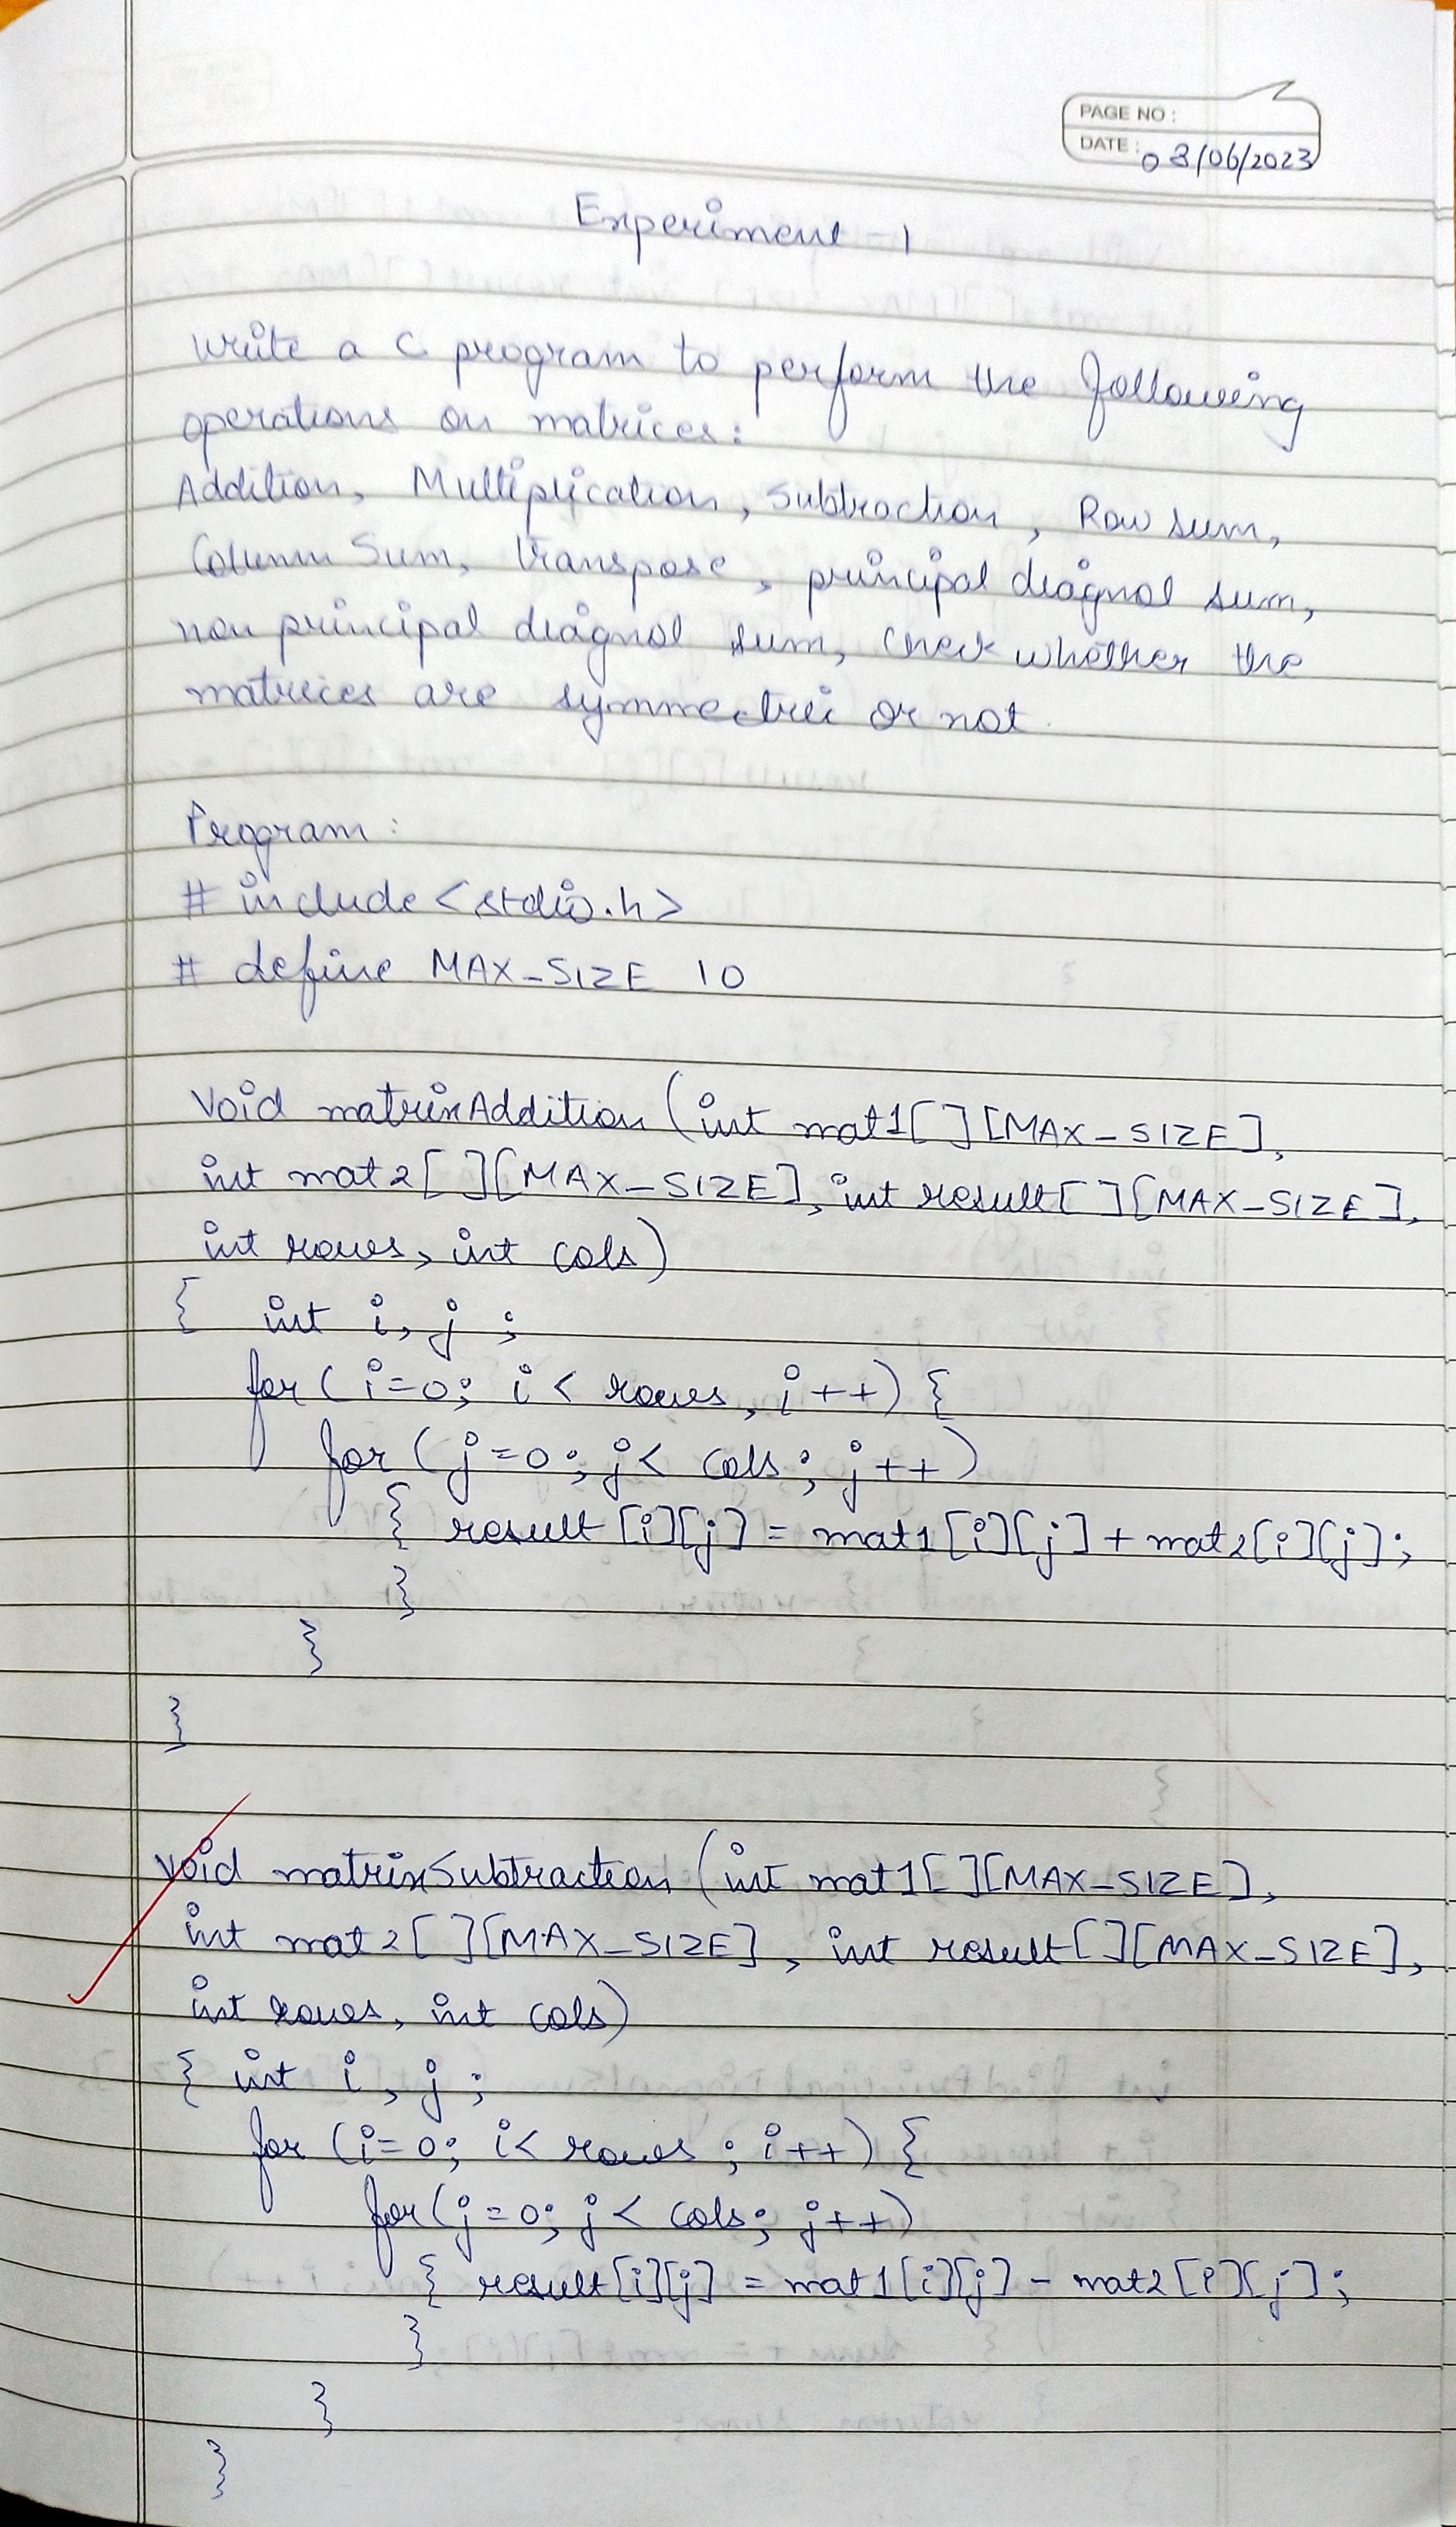 PAGE NO :
DATE : 08/06/2023
Experiment - 1
Write a C program to perform the following
operations on matrices:
Addition, Multiplication, Subtraction, Row sum,
Column Sum, transpose, principal diagnol sum,
non principal diagnol sum, check whether the
matrices are symmectric or not.
Program :
# include <stdio.h>
# define MAX_SIZE 10
Void matrixAddition (int mat1[][MAX_SIZE],
int mat2[][MAX_SIZE], int result[][MAX_SIZE],
int rows, int cols)
{ int i, j ;
for (i=0; i< rows, i++) {
for (j=0; j< cols; j++)
{ result [i][j] = mat1[i][j] + mat2[i][j];
}
}
}
Void matrixSubtraction (int mat1[][MAX_SIZE],
int mat2[][MAX_SIZE], int result[][MAX_SIZE],
int rows, int cols)
{ int i, j ;
for (i=0; i< rows ; i++) {
for(j=0; j< cols; j++)
{ result[i][j] = mat1[i][j] - mat2[i][j];
}
}
}